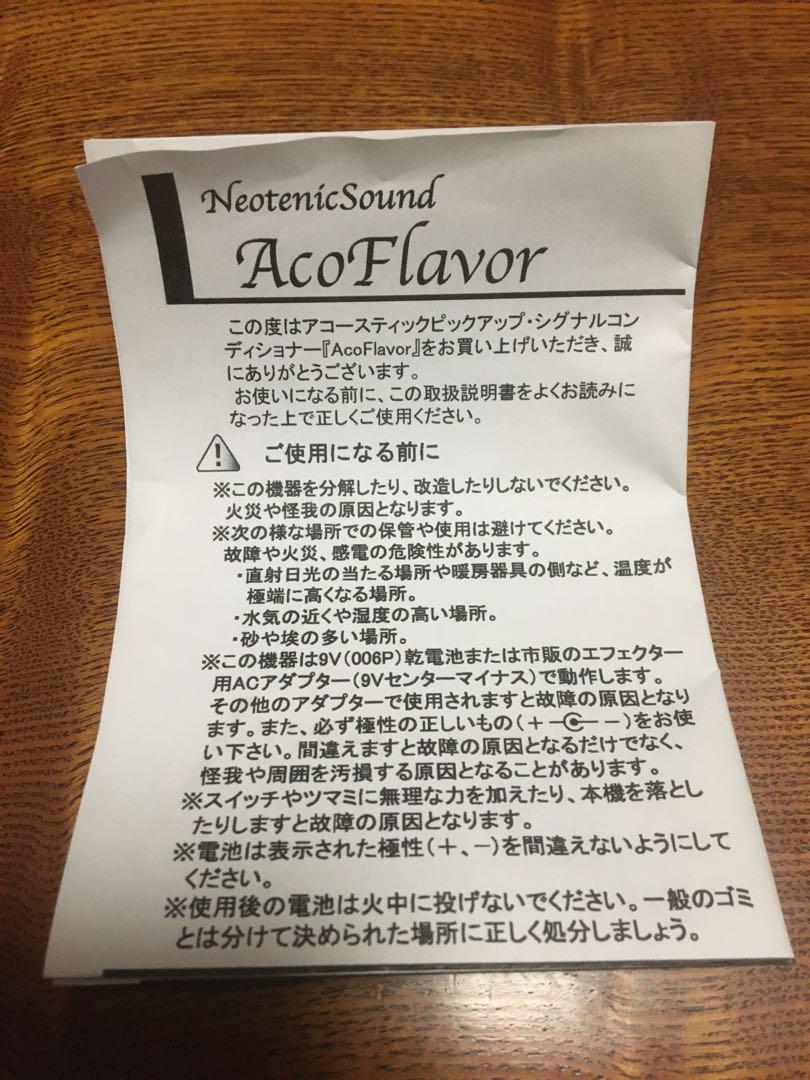 NeotenicSound
AcoFlavor
この度はアコースティックピックアップ・シグナルコン
ディショナー『AcoFlavor』をお買い上げいただき、誠
にありがとうございます。
お使いになる前に、この取扱説明書をよくお読みに
なった上で正しくご使用ください。
ご使用になる前に
※この機器を分解したり、改造したりしないでください。
火災や怪我の原因となります。
※次の様な場所での保管や使用は避けてください。
故障や火災、感電の危険性があります。
・直射日光の当たる場所や暖房器具の側など、温度が
極端に高くなる場所。
・水気の近くや湿度の高い場所。
・砂や埃の多い場所。
※この機器は9V(006P)乾電池または市販のエフェクター
用ACアダプター(9Vセンターマイナス)で動作します。
その他のアダプターで使用されますと故障の原因となり
ます。また、必ず極性の正しいもの(+ −)をお使
い下さい。間違えますと故障の原因となるだけでなく、
怪我や周囲を汚損する原因となることがあります。
※スイッチやツマミに無理な力を加えたり、本機を落とし
たりしますと故障の原因となります。
※電池は表示された極性(+、−)を間違えないようにして
ください。
※使用後の電池は火中に投げないでください。一般のゴミ
とは分けて決められた場所に正しく処分しましょう。